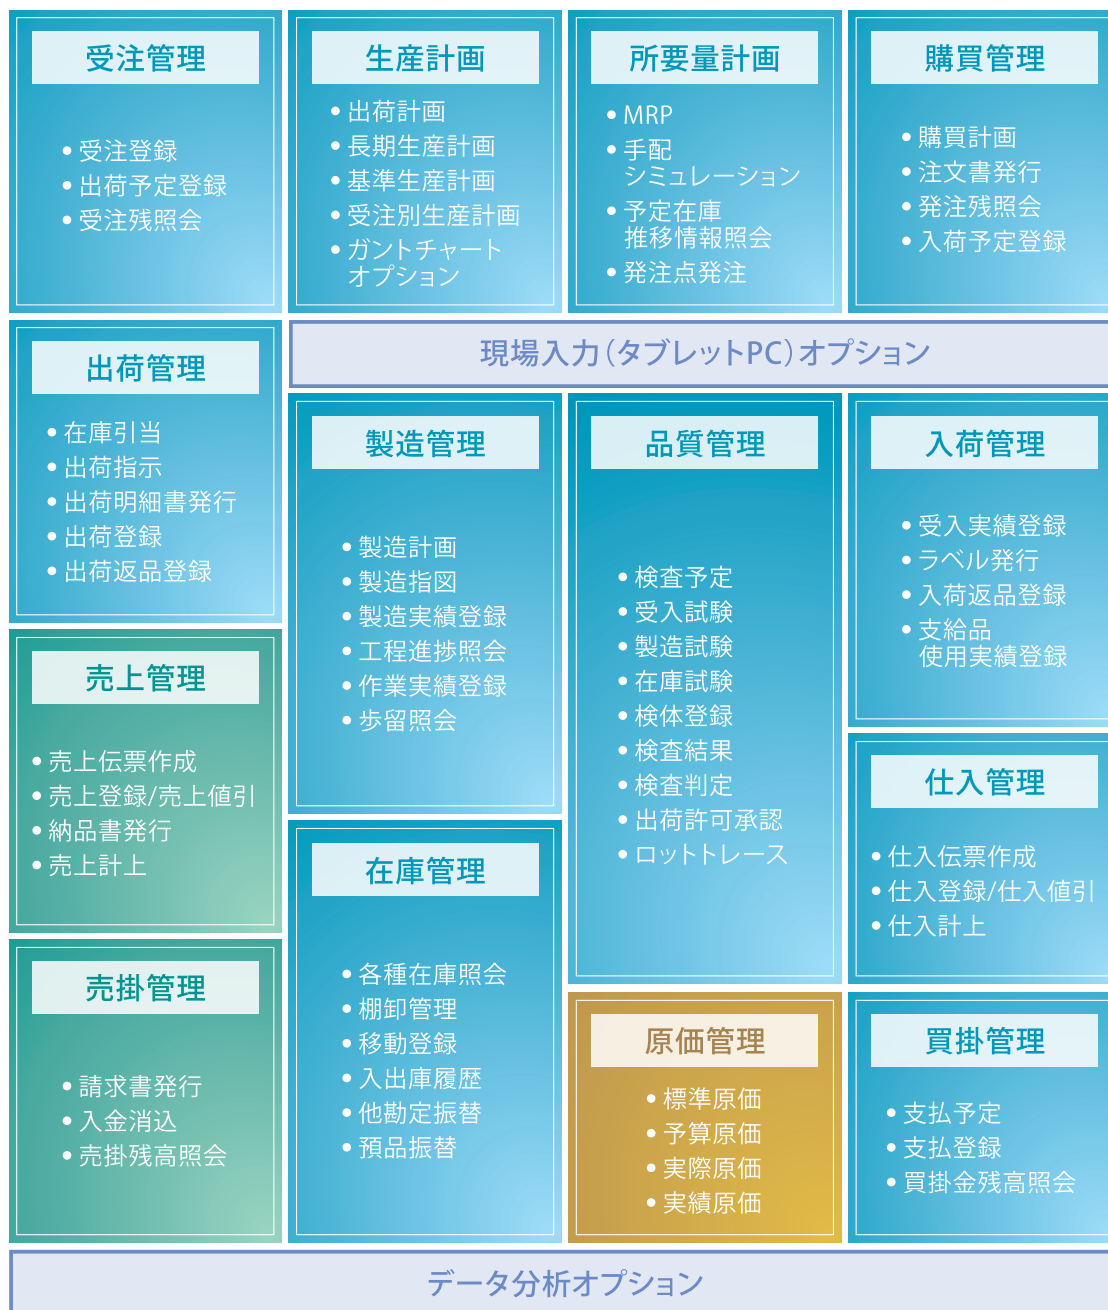 受注管理
• 受注登録
• 出荷予定登録
• 受注残照会
生産計画
• 出荷計画
• 長期生産計画
• 基準生産計画
• 受注別生産計画
• ガントチャート
オプション
所要量計画
• MRP
• 手配
シミュレーション
• 予定在庫
推移情報照会
• 発注点発注
購買管理
• 購買計画
• 注文書発行
• 発注残照会
• 入荷予定登録
出荷管理
• 在庫引当
• 出荷指示
• 出荷明細書発行
• 出荷登録
• 出荷返品登録
現場入力（タブレットPC）オプション
製造管理
• 製造計画
• 製造指図
• 製造実績登録
• 工程進捗照会
• 作業実績登録
• 歩留照会
品質管理
• 検査予定
• 受入試験
• 製造試験
• 在庫試験
• 検体登録
• 検査結果
• 検査判定
• 出荷許可承認
• ロットトレース
入荷管理
• 受入実績登録
• ラベル発行
• 入荷返品登録
• 支給品
使用実績登録
売上管理
• 売上伝票作成
• 売上登録/売上値引
• 納品書発行
• 売上計上
仕入管理
• 仕入伝票作成
• 仕入登録/仕入値引
• 仕入計上
在庫管理
• 各種在庫照会
• 棚卸管理
• 移動登録
• 入出庫履歴
• 他勘定振替
• 預品振替
売掛管理
• 請求書発行
• 入金消込
• 売掛残高照会
原価管理
• 標準原価
• 予算原価
• 実際原価
• 実績原価
買掛管理
• 支払予定
• 支払登録
• 買掛金残高照会
データ分析オプション